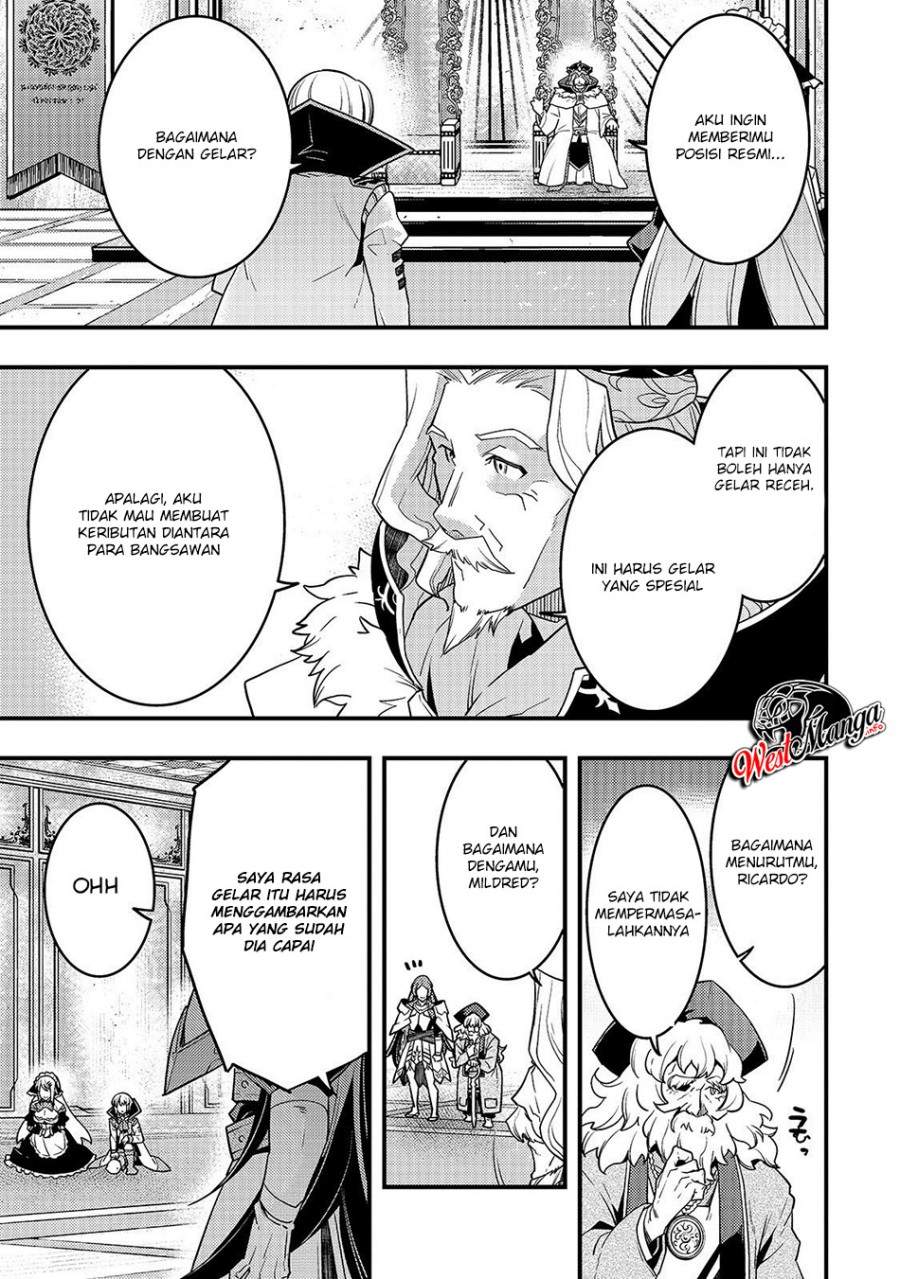 AKU INGIN
MEMBERIMU
POSISI RESMI...
BAGAIMANA
DENGAN GELAR?
TAPI INI TIDAK
BOLEH HANYA
GELAR RECEH.
INI HARUS GELAR
YANG SPESIAL
APALAGI, AKU
TIDAK MAU MEMBUAT
KERIBUTAN DIANTARA
PARA BANGSAWAN
WestManga
.info
BAGAIMANA
MENURUTMU,
RICARDO?
SAYA TIDAK
MEMPERMASA-
LAHKANNYA
DAN
BAGAIMANA
DENGAMU,
MILDRED?
SAYA RASA
GELAR ITU HARUS
MENGGAMBARKAN
APA YANG SUDAH
DIA CAPAI
OHH